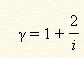 γ = 1 + 2/i